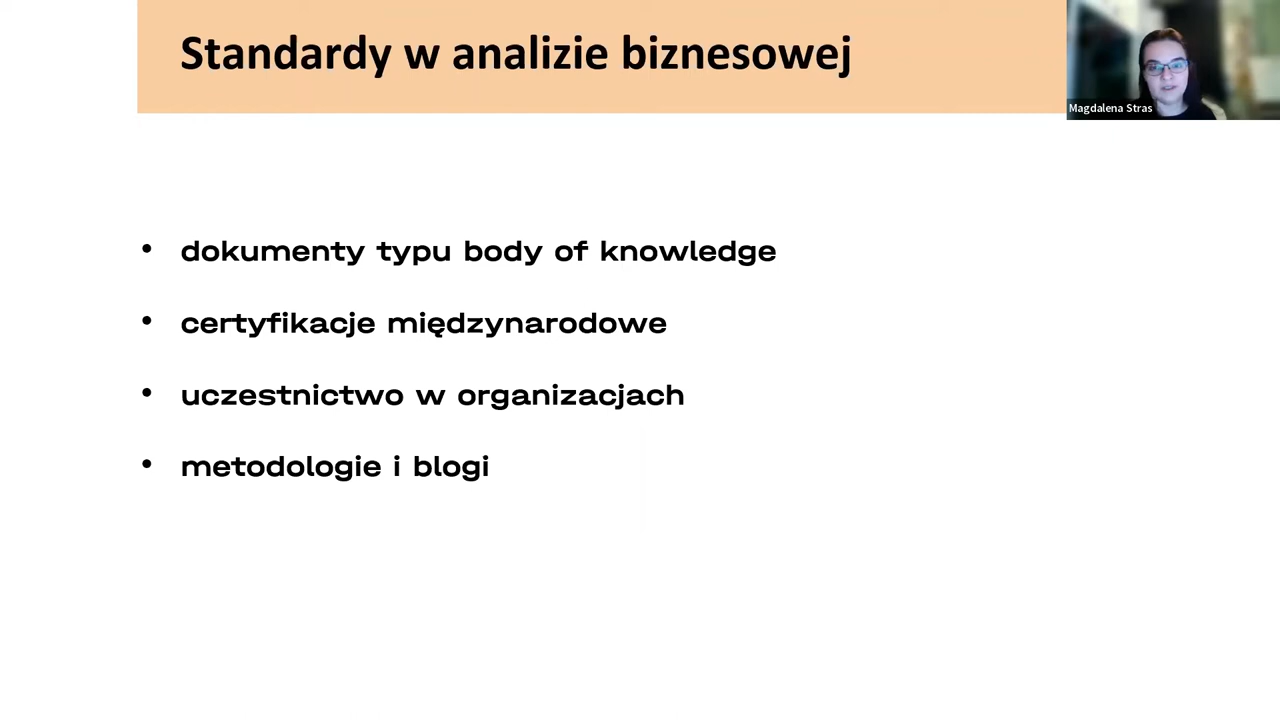 Standardy w analizie biznesowej
Magdalena Stras
• dokumenty typu body of knowledge
• certyfikacje międzynarodowe
• uczestnictwo w organizacjach
• metodologie i blogi